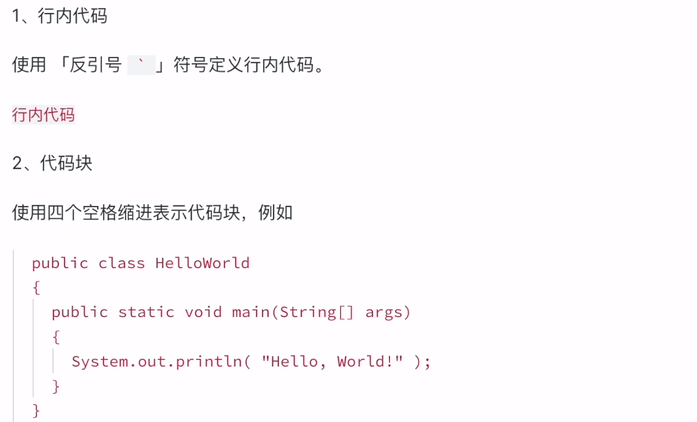 1、行内代码
使用 「反引号 ` 」符号定义行内代码。
行内代码
2、代码块
使用四个空格缩进表示代码块，例如
public class HelloWorld
{
  public static void main(String[] args)
  {
    System.out.println( "Hello, World!" );
  }
}